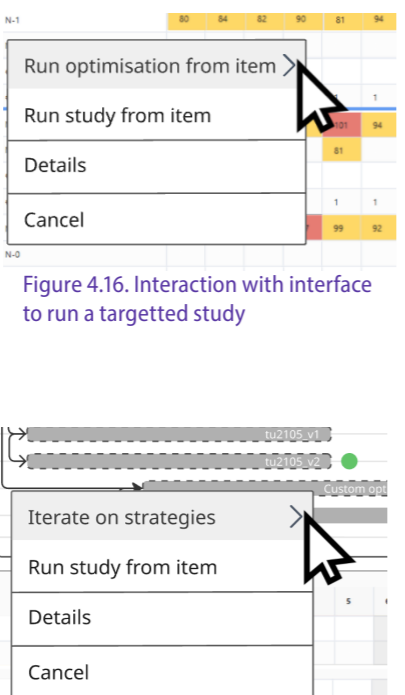 N-1 80 84 82 90 81 94
Run optimisation from item
1 1
Run study from item
101 94
81
Details
1 1
Cancel
99 92
N-0
Figure 4.16. Interaction with interface
to run a targetted study
tu2105_v1
tu2105_v2
Custom opt
Iterate on strategies
Run study from item
5
Details
Cancel